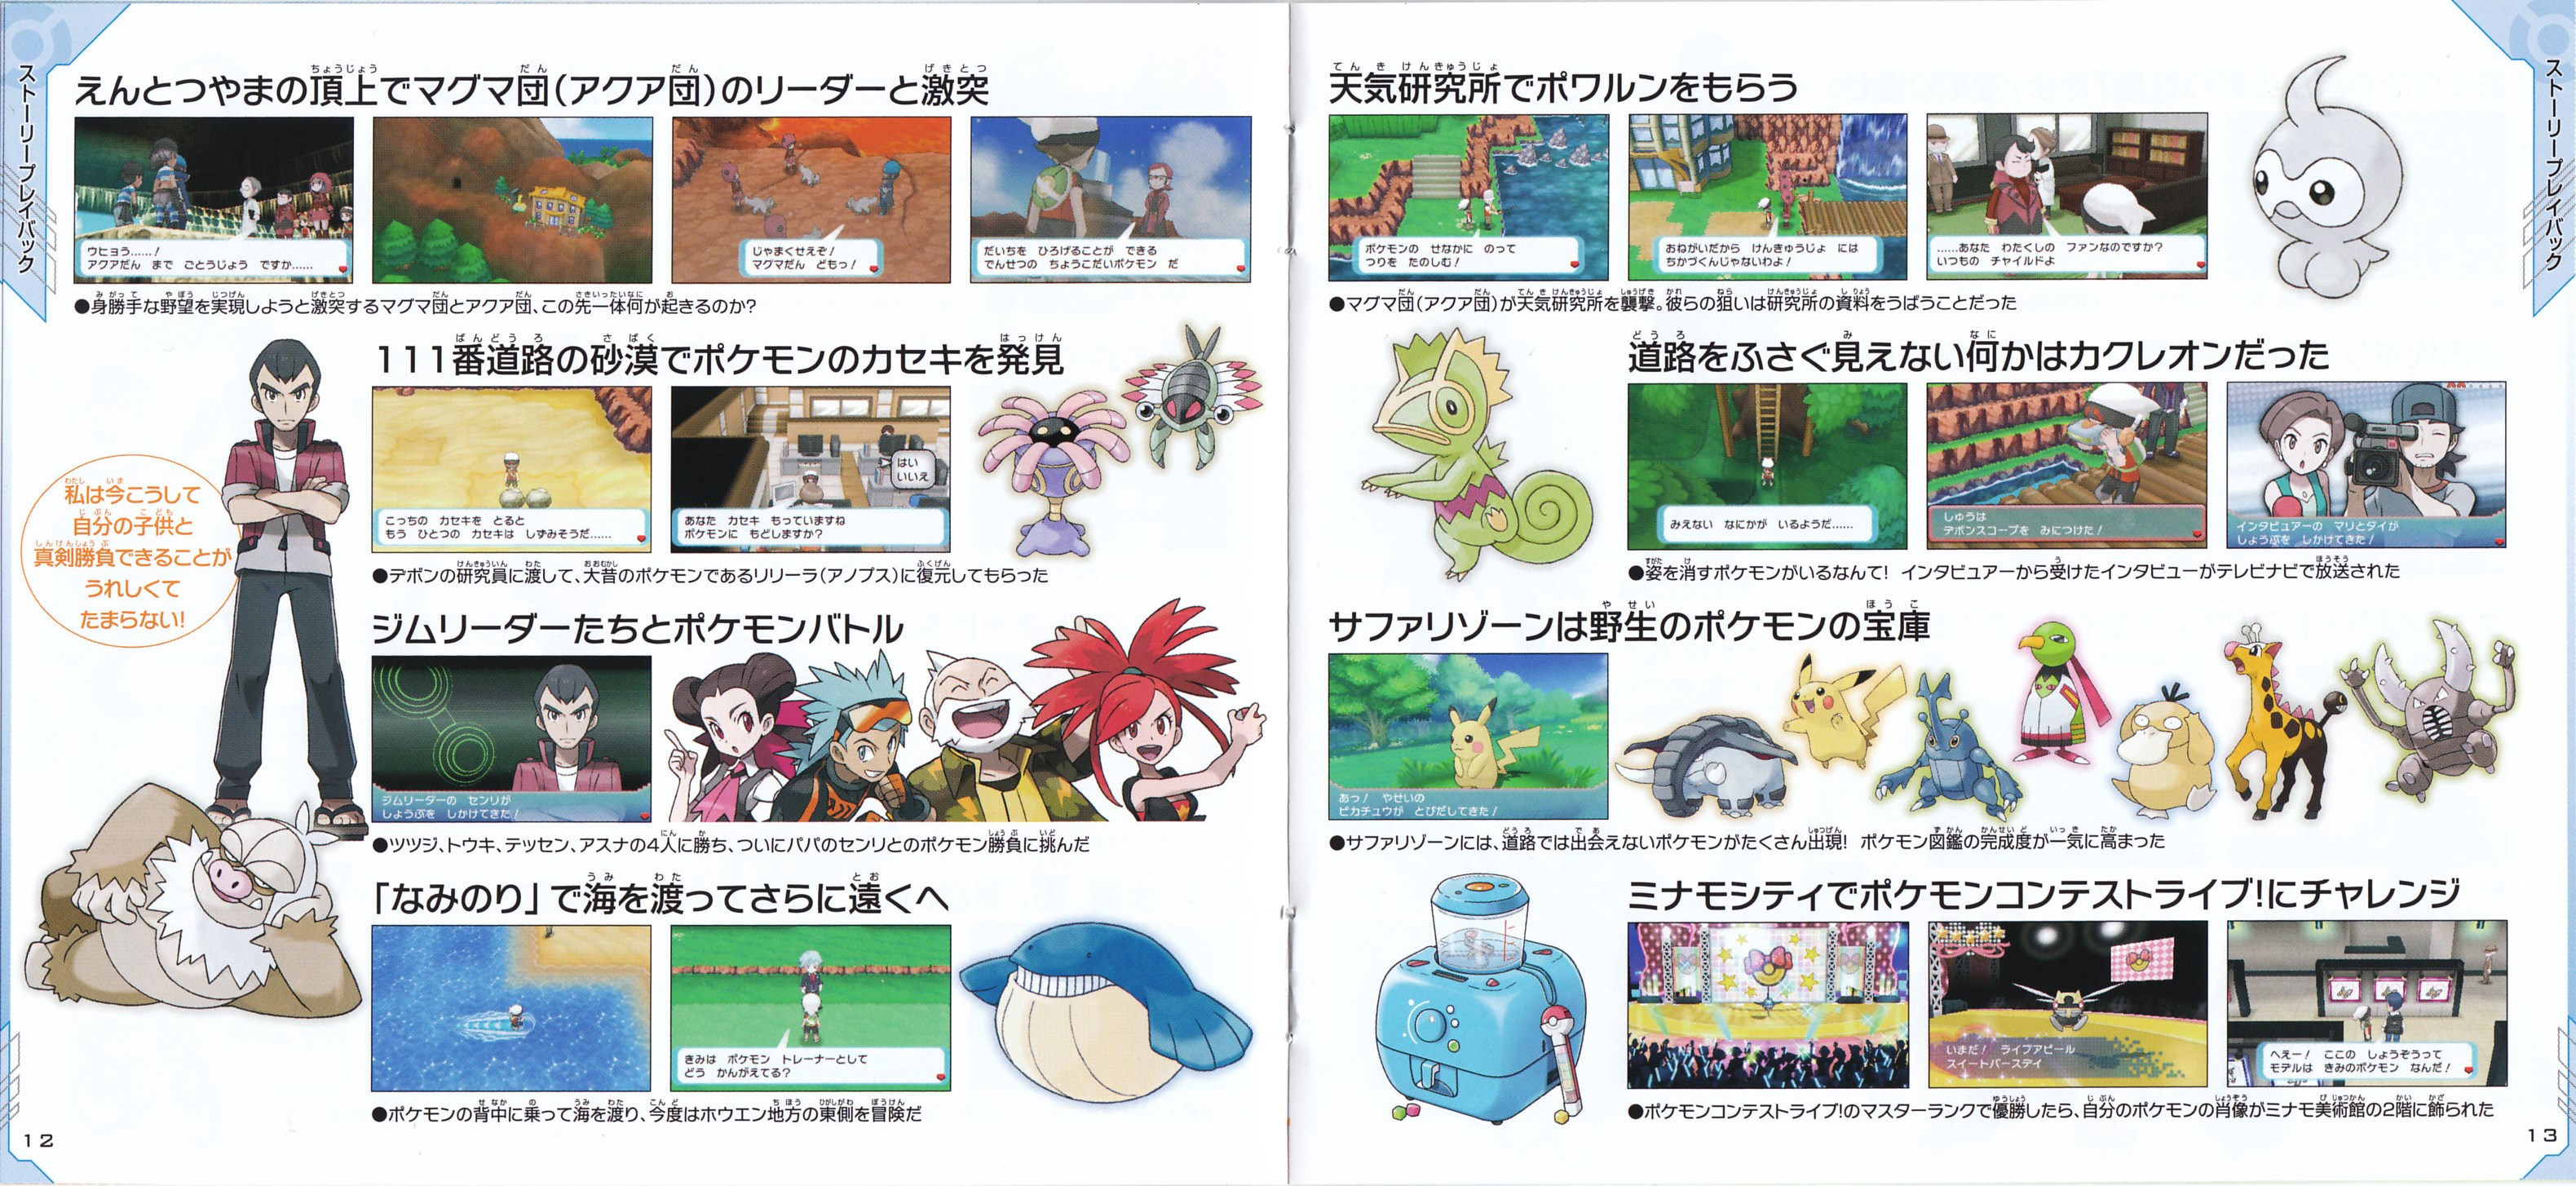 ストーリープレイバック
えんとつやまの頂上でマグマ団(アクア団)のリーダーと激突
ウヒョう……!
アクアだん まで ごとうじょう ですか……
じゃまくせえぞ!
マグマだん どもっ!
だいちを ひろげることが できる
でんせつの ちょうこだいポケモン だ
●身勝手な野望を実現しようと激突するマグマ団とアクア団、この先一体何が起きるのか?
111番道路の砂漠でポケモンのカセキを発見
こっちの カセキを とると
もう ひとつの カセキは しずみそうだ……
はい
いいえ
あなた カセキ もっていますね
ポケモンに もどしますか?
●デボンの研究員に渡して、大昔のポケモンであるリリーラ(アノプス)に復元してもらった
私は今こうして
自分の子供と
真剣勝負できることが
うれしくて
たまらない!
ジムリーダーたちとポケモンバトル
ジムリーダーの センリが
しょうぶを しかけてきた!
●ツツジ、トウキ、テッセン、アスナの4人に勝ち、ついにパパのセンリとのポケモン勝負に挑んだ
「なみのり」で海を渡ってさらに遠くへ
きみは ポケモン トレーナーとして
どう かんがえてる?
●ポケモンの背中に乗って海を渡り、今度はホウエン地方の東側を冒険だ
12
天気研究所でポワルンをもらう
ポケモンの せなかに のって
つりを たのしむ!
おねがいだから けんきゅうじょ には
ちかづくんじゃないわよ!
……あなた わたくしの ファンなのですか?
いつもの チャイルドよ
●マグマ団(アクア団)が天気研究所を襲撃。彼らの狙いは研究所の資料をうばうことだった
道路をふさぐ見えない何かはカクレオンだった
みえない なにかが いるようだ……
しゅうは
デボンスコープを みにつけた!
インタビュアーの マリとダイが
しょうぶを しかけてきた!
●姿を消すポケモンがいるなんて! インタビュアーから受けたインタビューがテレビナビで放送された
サファリゾーンは野生のポケモンの宝庫
あっ! やせいの
ピカチュウが とびだしてきた!
●サファリゾーンには、道路では出会えないポケモンがたくさん出現! ポケモン図鑑の完成度が一気に高まった
ミナモシティでポケモンコンテストライブ!にチャレンジ
いまだ! ライブアピール
スイートバースデイ
へえー! ここの しょうぞうって
モデルは きみのポケモン なんだ!
●ポケモンコンテストライブ!のマスターランクで優勝したら、自分のポケモンの肖像がミナモ美術館の2階に飾られた
ストーリープレイバック
13